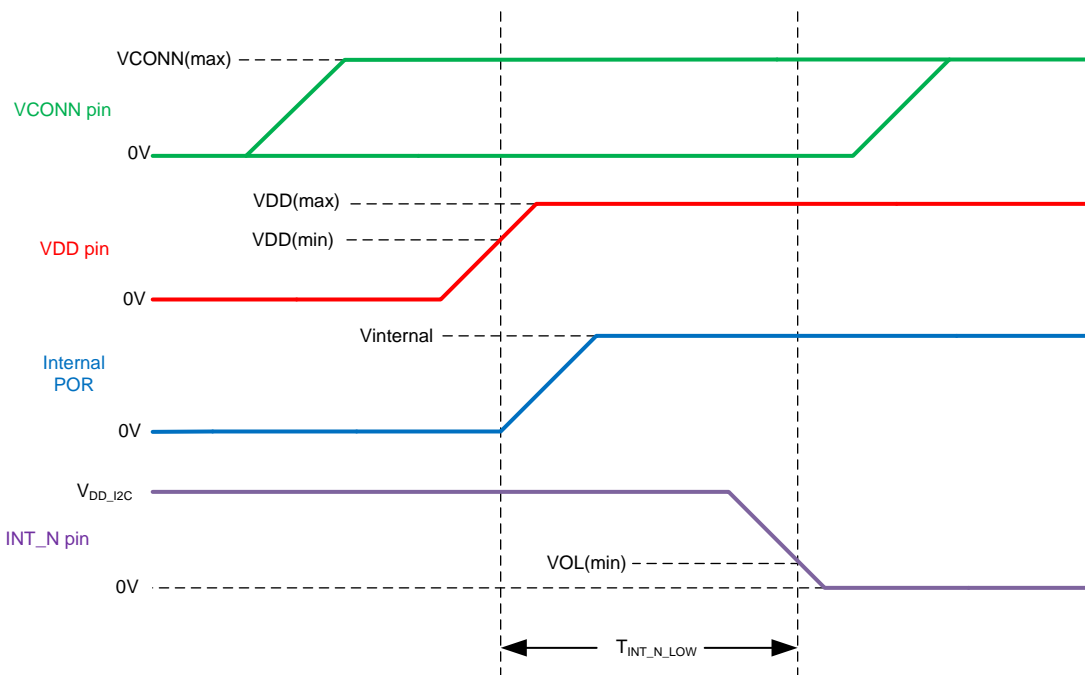 VCONN(max)
VCONN pin
0V
VDD(max)
VDD(min)
VDD pin
0V
Vinternal
Internal
POR
0V
VDD_I2C
INT_N pin
VOL(min)
0V
TINT_N_LOW